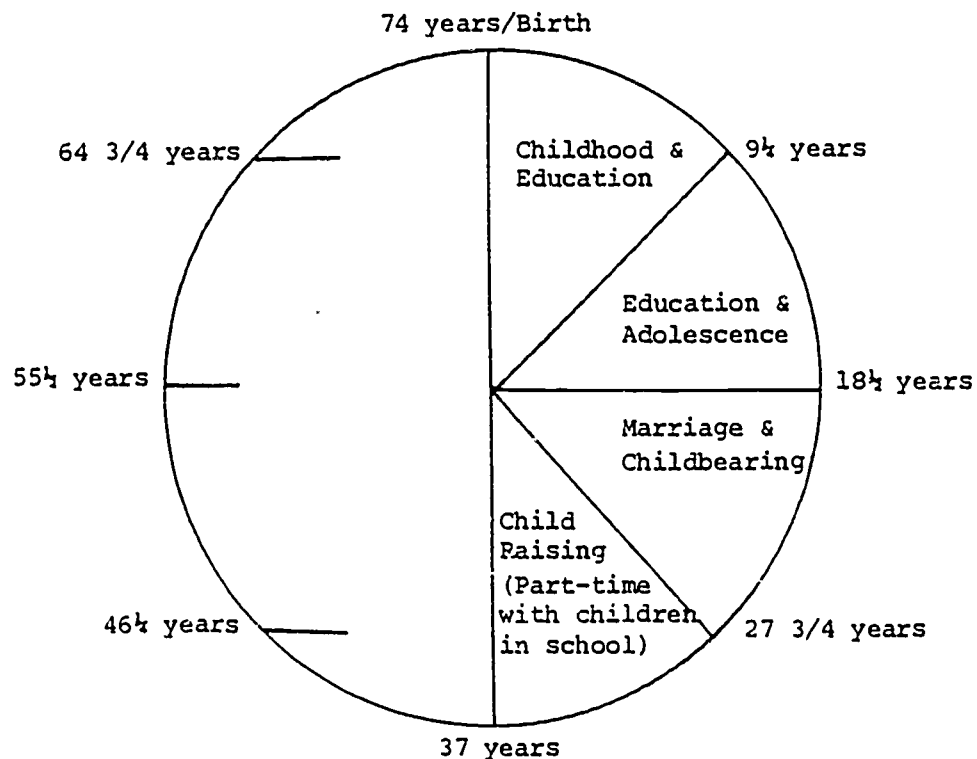 74 years/Birth
64 3/4 years
Childhood &
Education
9¼ years
Education &
Adolescence
55½ years
18½ years
Marriage &
Childbearing
Child
Raising
(Part-time
with children
in school)
46¼ years
27 3/4 years
37 years